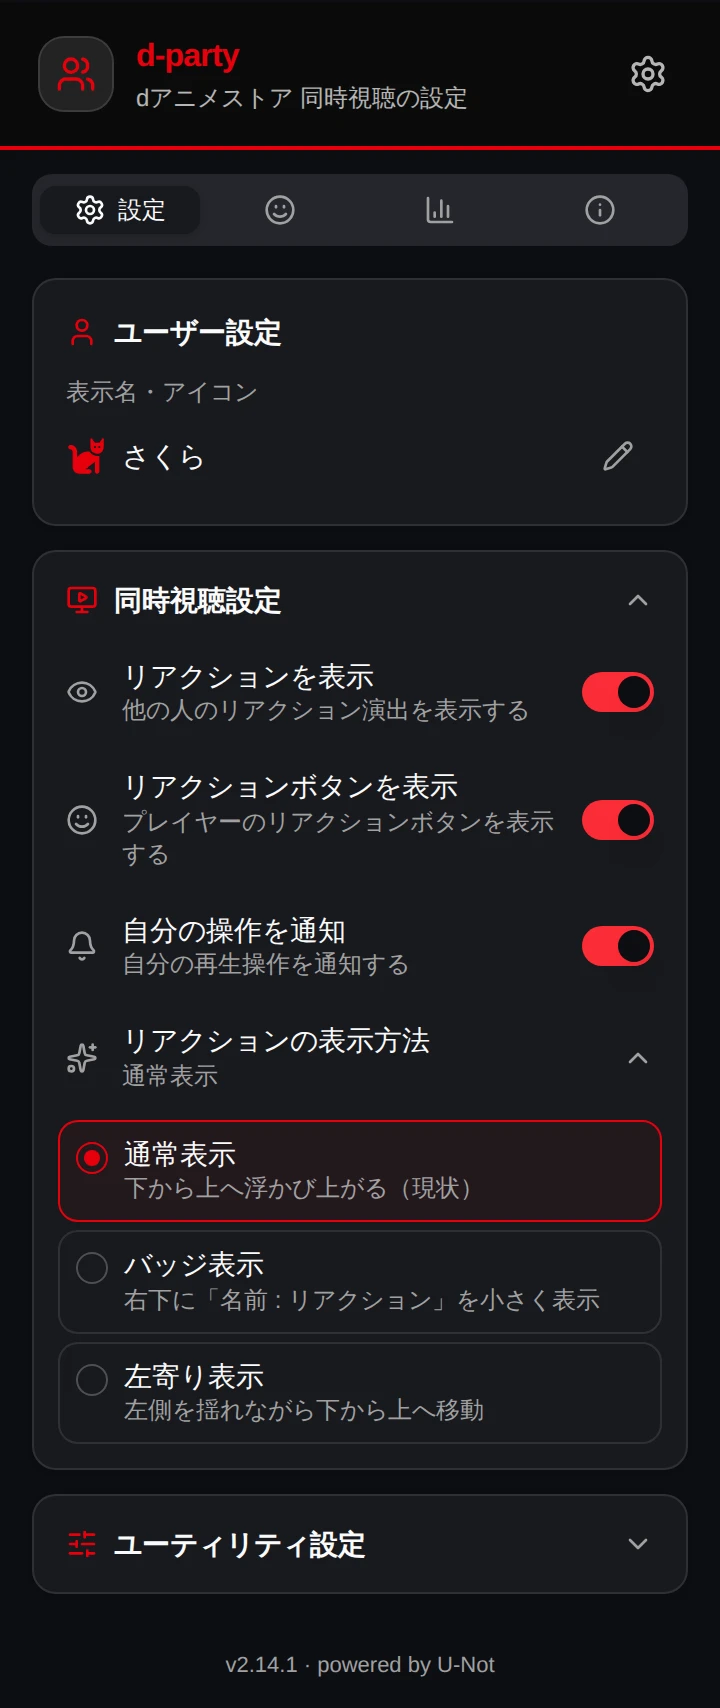 d-party
dアニメストア 同時視聴の設定
設定
ユーザー設定
表示名・アイコン
さくら
同時視聴設定
リアクションを表示
他の人のリアクション演出を表示する
リアクションボタンを表示
プレイヤーのリアクションボタンを表示
する
自分の操作を通知
自分の再生操作を通知する
リアクションの表示方法
通常表示
通常表示
下から上へ浮かび上がる（現状）
バッジ表示
右下に「名前 : リアクション」を小さく表示
左寄り表示
左側を揺れながら下から上へ移動
ユーティリティ設定
v2.14.1 · powered by U-Not